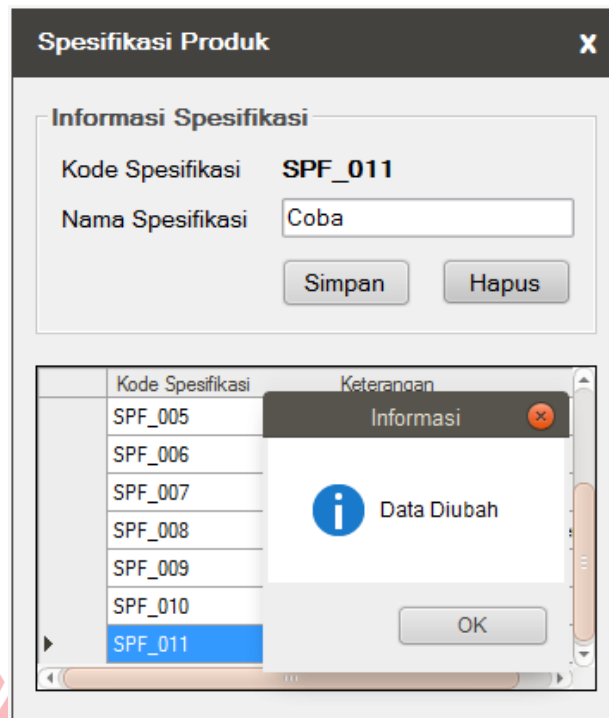 Spesifikasi Produk X
Informasi Spesifikasi
Kode Spesifikasi SPF_011
Nama Spesifikasi Coba
Simpan Hapus
Kode Spesifikasi Keterangan
SPF_005
SPF_006
SPF_007
SPF_008
SPF_009
SPF_010
SPF_011
Informasi
Data Diubah
OK